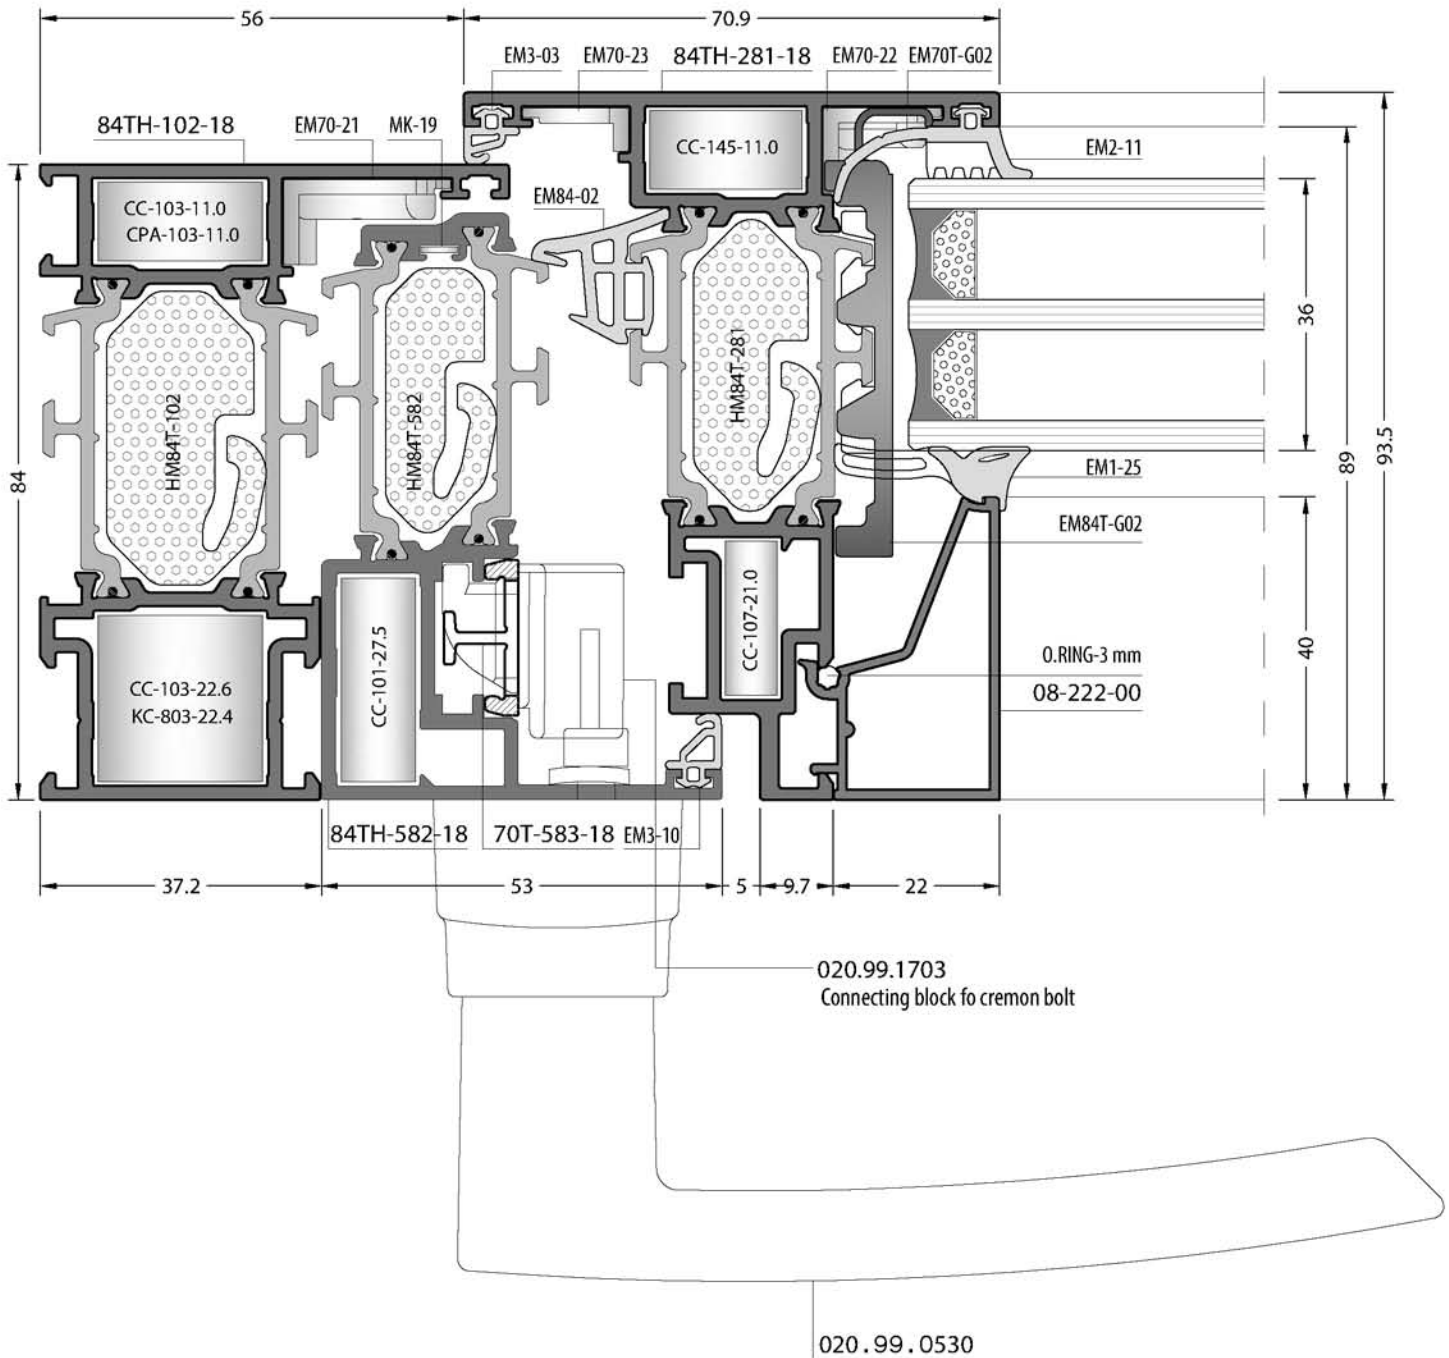 56
70.9
EM3-03
EM70-23
84TH-281-18
EM70-22
EM70T-G02
84TH-102-18
EM70-21
MK-19
CC-145-11.0
EM2-11
CC-103-11.0
CPA-103-11.0
EM84-02
HM84T-102
HM84T-582
HM84T-281
36
84
89
93.5
EM1-25
EM84T-G02
CC-101-27.5
CC-107-21.0
40
O.RING-3 mm
08-222-00
CC-103-22.6
KC-803-22.4
84TH-582-18
70T-583-18
EM3-10
37.2
53
5
9.7
22
020.99.1703
Connecting block fo cremon bolt
020.99.0530